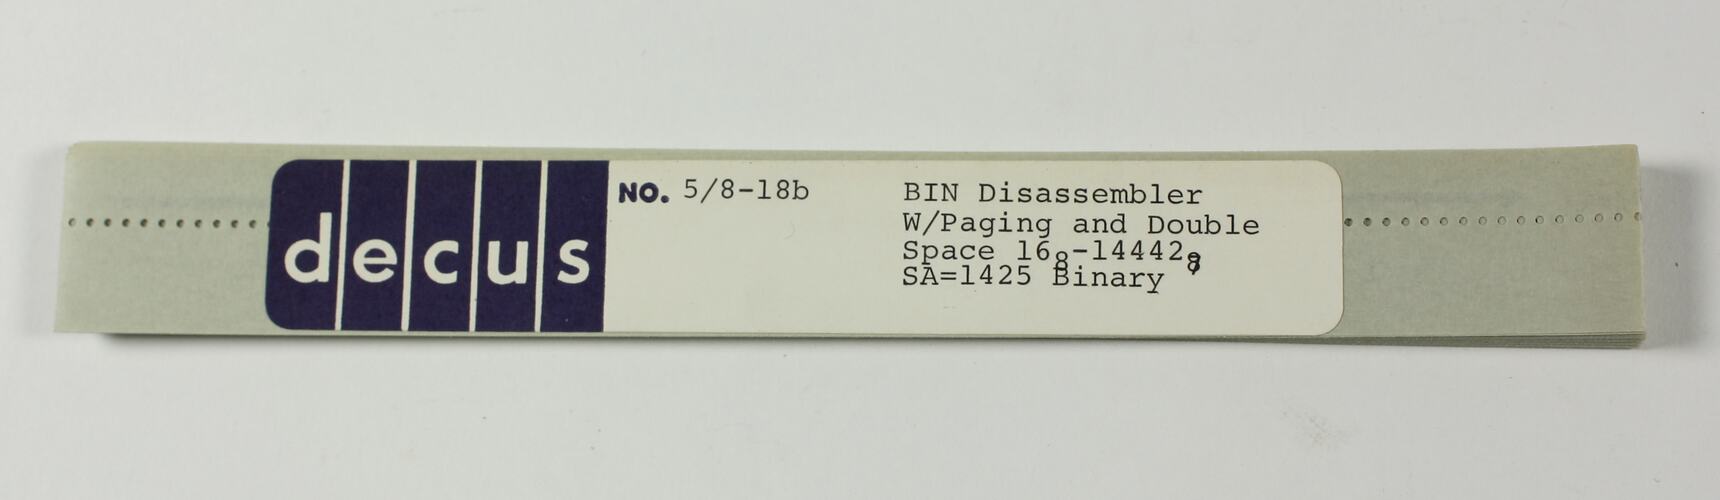 decus
NO. 5/8-18b
BIN Disassembler
W/Paging and Double
Space 16₈-14442₈,
SA=1425 Binary